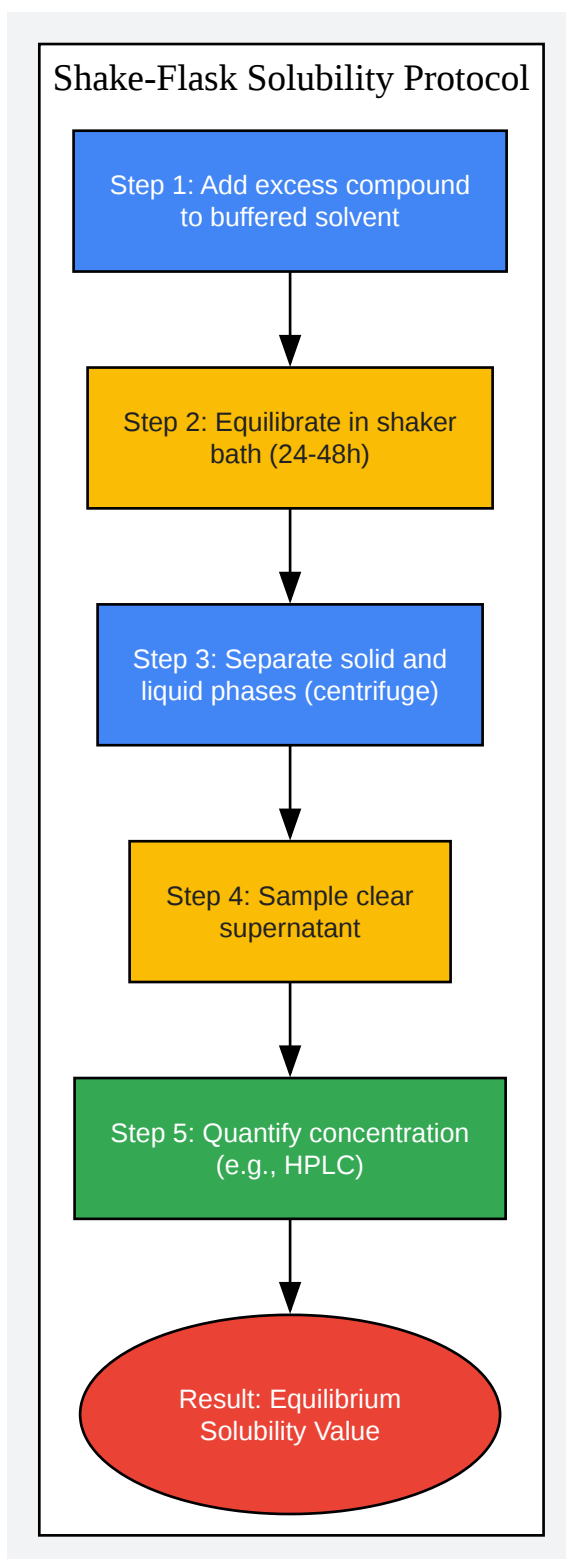 Shake-Flask Solubility Protocol
Step 1: Add excess compound
to buffered solvent
Step 2: Equilibrate in shaker
bath (24-48h)
Step 3: Separate solid and
liquid phases (centrifuge)
Step 4: Sample clear
supernatant
Step 5: Quantify concentration
(e.g., HPLC)
Result: Equilibrium
Solubility Value